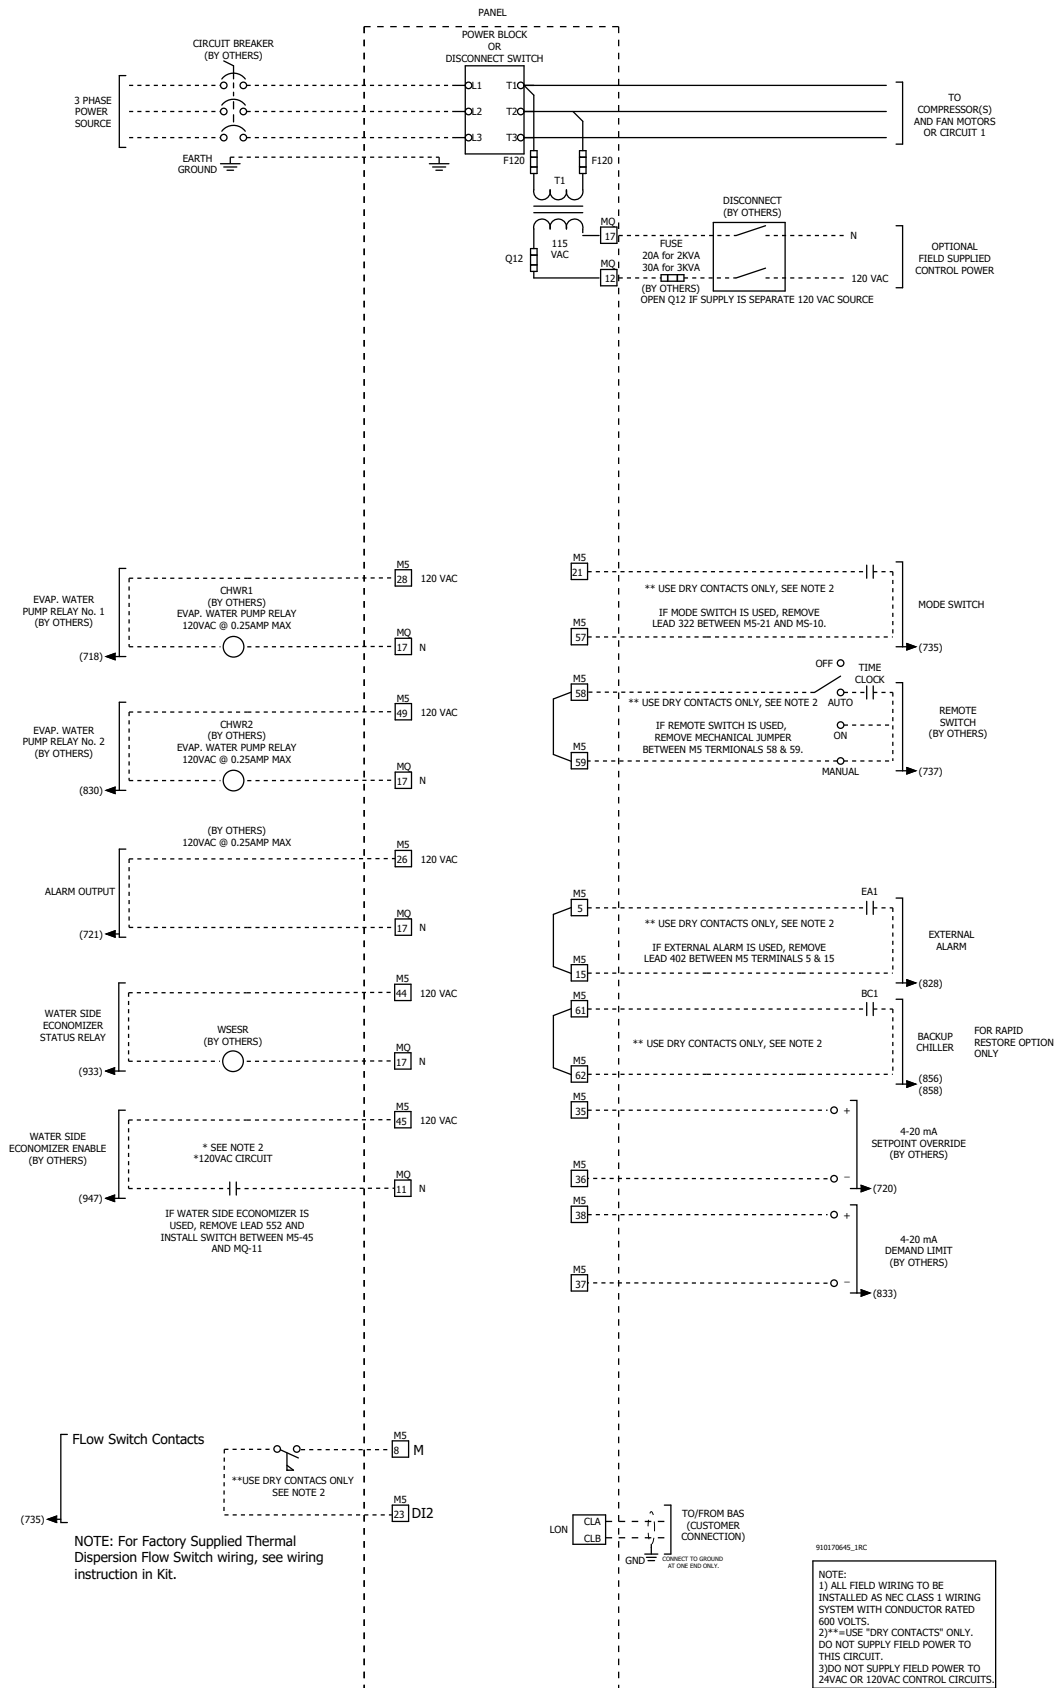 PANEL
CIRCUIT BREAKER
(BY OTHERS)
POWER BLOCK
OR
DISCONNECT SWITCH
3 PHASE
POWER
SOURCE
L1
T1
L2
T2
L3
T3
TO
COMPRESSOR(S)
AND FAN MOTORS
OR CIRCUIT 1
EARTH
GROUND
F120
F120
T1
115
VAC
Q12
MQ
17
MQ
12
FUSE
20A for 2KVA
30A for 3KVA
(BY OTHERS)
DISCONNECT
(BY OTHERS)
N
120 VAC
OPTIONAL
FIELD SUPPLIED
CONTROL POWER
OPEN Q12 IF SUPPLY IS SEPARATE 120 VAC SOURCE
EVAP. WATER
PUMP RELAY No. 1
(BY OTHERS)
(718)
CHWR1
(BY OTHERS)
EVAP. WATER PUMP RELAY
120VAC @ 0.25AMP MAX
M5
28
120 VAC
MQ
17
N
EVAP. WATER
PUMP RELAY No. 2
(BY OTHERS)
(830)
CHWR2
(BY OTHERS)
EVAP. WATER PUMP RELAY
120VAC @ 0.25AMP MAX
M5
49
120 VAC
MQ
17
N
ALARM OUTPUT
(721)
(BY OTHERS)
120VAC @ 0.25AMP MAX
M5
26
120 VAC
MQ
17
N
WATER SIDE
ECONOMIZER
STATUS RELAY
(933)
WSESR
(BY OTHERS)
M5
44
120 VAC
MQ
17
N
WATER SIDE
ECONOMIZER ENABLE
(BY OTHERS)
(947)
* SEE NOTE 2
*120VAC CIRCUIT
M5
45
120 VAC
MQ
11
N
IF WATER SIDE ECONOMIZER IS
USED, REMOVE LEAD 552 AND
INSTALL SWITCH BETWEEN M5-45
AND MQ-11
FLow Switch Contacts
(735)
**USE DRY CONTACS ONLY
SEE NOTE 2
M5
8
M
M5
23
DI2
NOTE: For Factory Supplied Thermal
Dispersion Flow Switch wiring, see wiring
instruction in Kit.
M5
21
** USE DRY CONTACTS ONLY, SEE NOTE 2
IF MODE SWITCH IS USED, REMOVE
LEAD 322 BETWEEN M5-21 AND MS-10.
M5
57
MODE SWITCH
(735)
M5
58
** USE DRY CONTACTS ONLY, SEE NOTE 2
OFF
TIME
CLOCK
AUTO
IF REMOTE SWITCH IS USED,
REMOVE MECHANICAL JUMPER
BETWEEN M5 TERMIONALS 58 & 59.
ON
MANUAL
M5
59
REMOTE
SWITCH
(BY OTHERS)
(737)
M5
5
EA1
** USE DRY CONTACTS ONLY, SEE NOTE 2
IF EXTERNAL ALARM IS USED, REMOVE
LEAD 402 BETWEEN M5 TERMINALS 5 & 15
M5
15
EXTERNAL
ALARM
(828)
M5
61
BC1
** USE DRY CONTACTS ONLY, SEE NOTE 2
M5
62
BACKUP
CHILLER
(856)
(858)
FOR RAPID
RESTORE OPTION
ONLY
M5
35
+
M5
36
−
4-20 mA
SETPOINT OVERRIDE
(BY OTHERS)
(720)
M5
38
+
M5
37
−
4-20 mA
DEMAND LIMIT
(BY OTHERS)
(833)
LON
CLA
CLB
GND
CONNECT TO GROUND
AT ONE END ONLY.
TO/FROM BAS
(CUSTOMER
CONNECTION)
910170645_1RC
NOTE:
1) ALL FIELD WIRING TO BE
INSTALLED AS NEC CLASS 1 WIRING
SYSTEM WITH CONDUCTOR RATED
600 VOLTS.
2)**=USE "DRY CONTACTS" ONLY.
DO NOT SUPPLY FIELD POWER TO
THIS CIRCUIT.
3)DO NOT SUPPLY FIELD POWER TO
24VAC OR 120VAC CONTROL CIRCUITS.